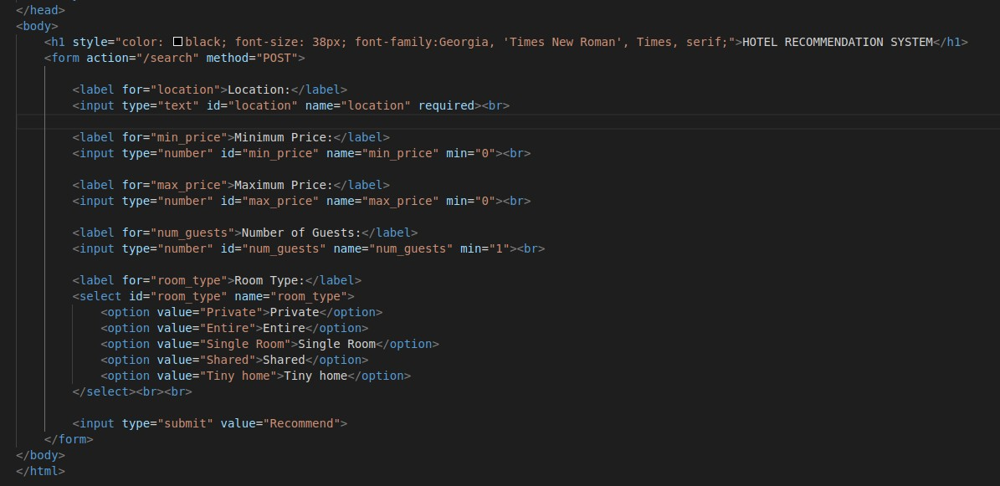 </head>
<body>
    <h1 style="color: black; font-size: 38px; font-family:Georgia, 'Times New Roman', Times, serif;">HOTEL RECOMMENDATION SYSTEM</h1>
    <form action="/search" method="POST">

        <label for="location">Location:</label>
        <input type="text" id="location" name="location" required><br>

        <label for="min_price">Minimum Price:</label>
        <input type="number" id="min_price" name="min_price" min="0"><br>

        <label for="max_price">Maximum Price:</label>
        <input type="number" id="max_price" name="max_price" min="0"><br>

        <label for="num_guests">Number of Guests:</label>
        <input type="number" id="num_guests" name="num_guests" min="1"><br>

        <label for="room_type">Room Type:</label>
        <select id="room_type" name="room_type">
            <option value="Private">Private</option>
            <option value="Entire">Entire</option>
            <option value="Single Room">Single Room</option>
            <option value="Shared">Shared</option>
            <option value="Tiny home">Tiny home</option>
        </select><br><br>

        <input type="submit" value="Recommend">
    </form>
</body>
</html>